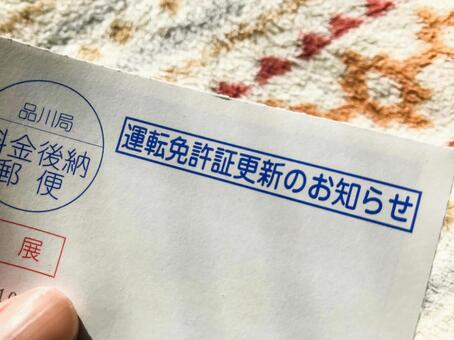 品川局
料金後納
郵便
運転免許証更新のお知らせ
展